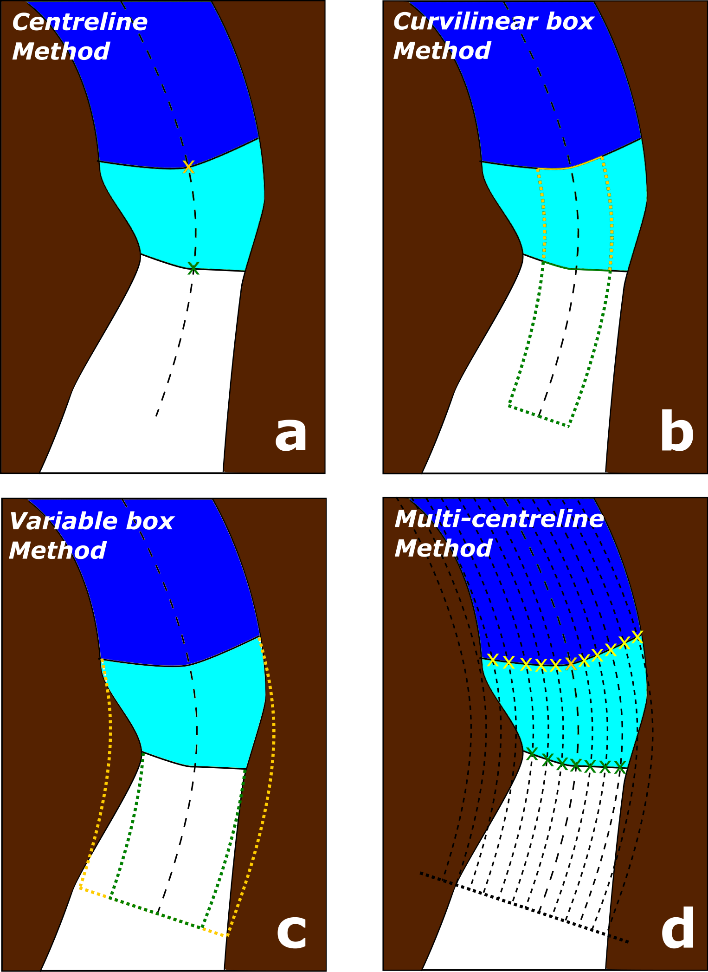 Centreline
Method
a
Curvilinear box
Method
b
Variable box
Method
c
Multi-centreline
Method
d